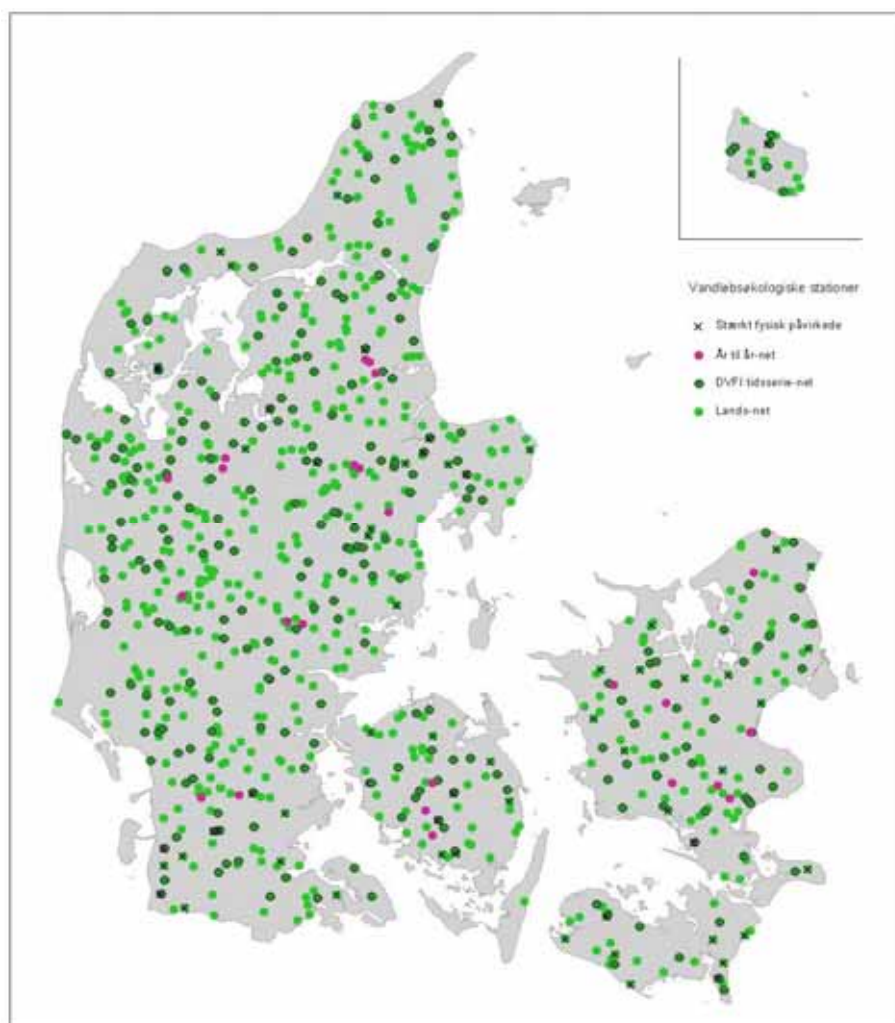 Vandløbsøkologiske stationer
Stærkt fysisk påvirkede
År til år-net
DVFI tidsserie-net
Lands-net